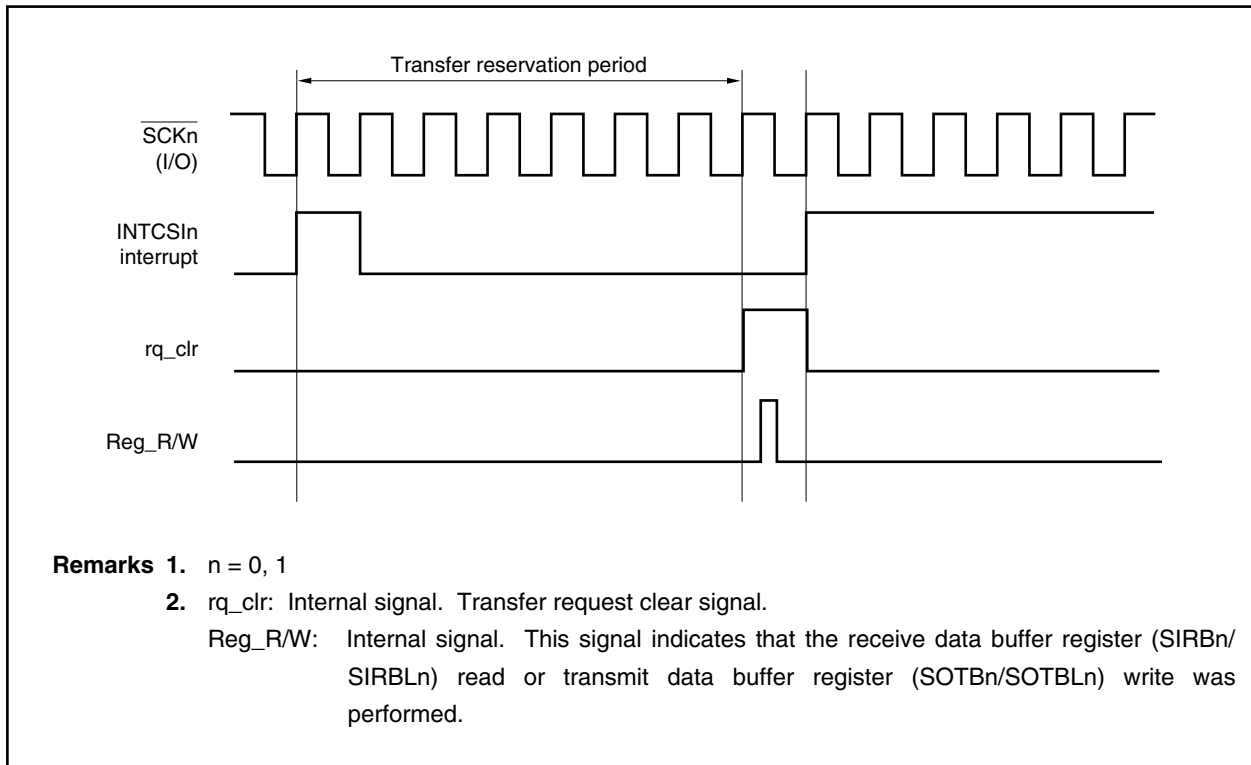 Transfer reservation period
SCKn
(I/O)
INTCSIn
interrupt
rq_clr
Reg_R/W
Remarks 1. n = 0, 1
2. rq_clr: Internal signal. Transfer request clear signal.
Reg_R/W: Internal signal. This signal indicates that the receive data buffer register (SIRBn/
SIRBLn) read or transmit data buffer register (SOTBn/SOTBLn) write was
performed.